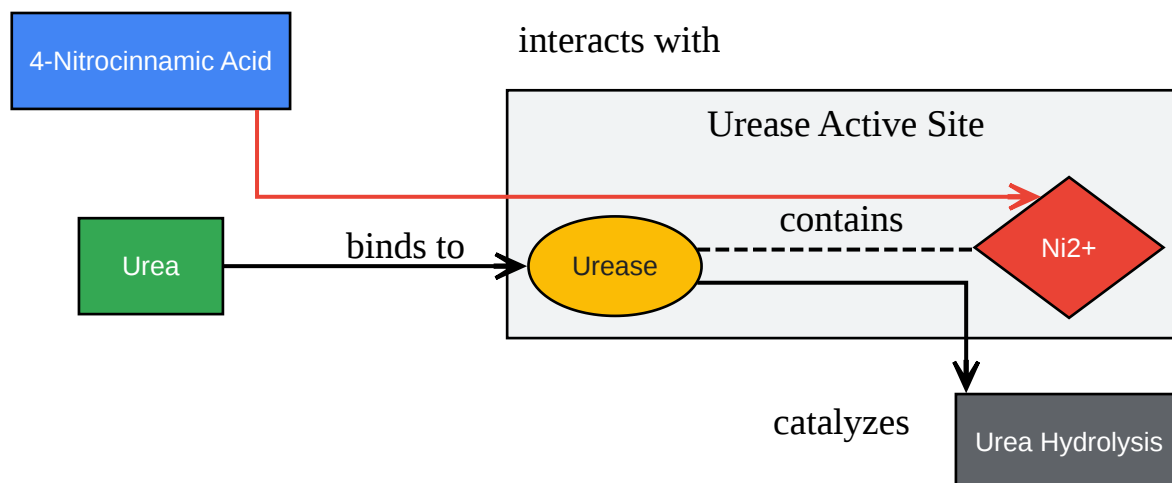 4-Nitrocinnamic Acid
interacts with
Urease Active Site
contains
Urea
binds to
Urease
Ni2+
catalyzes
Urea Hydrolysis